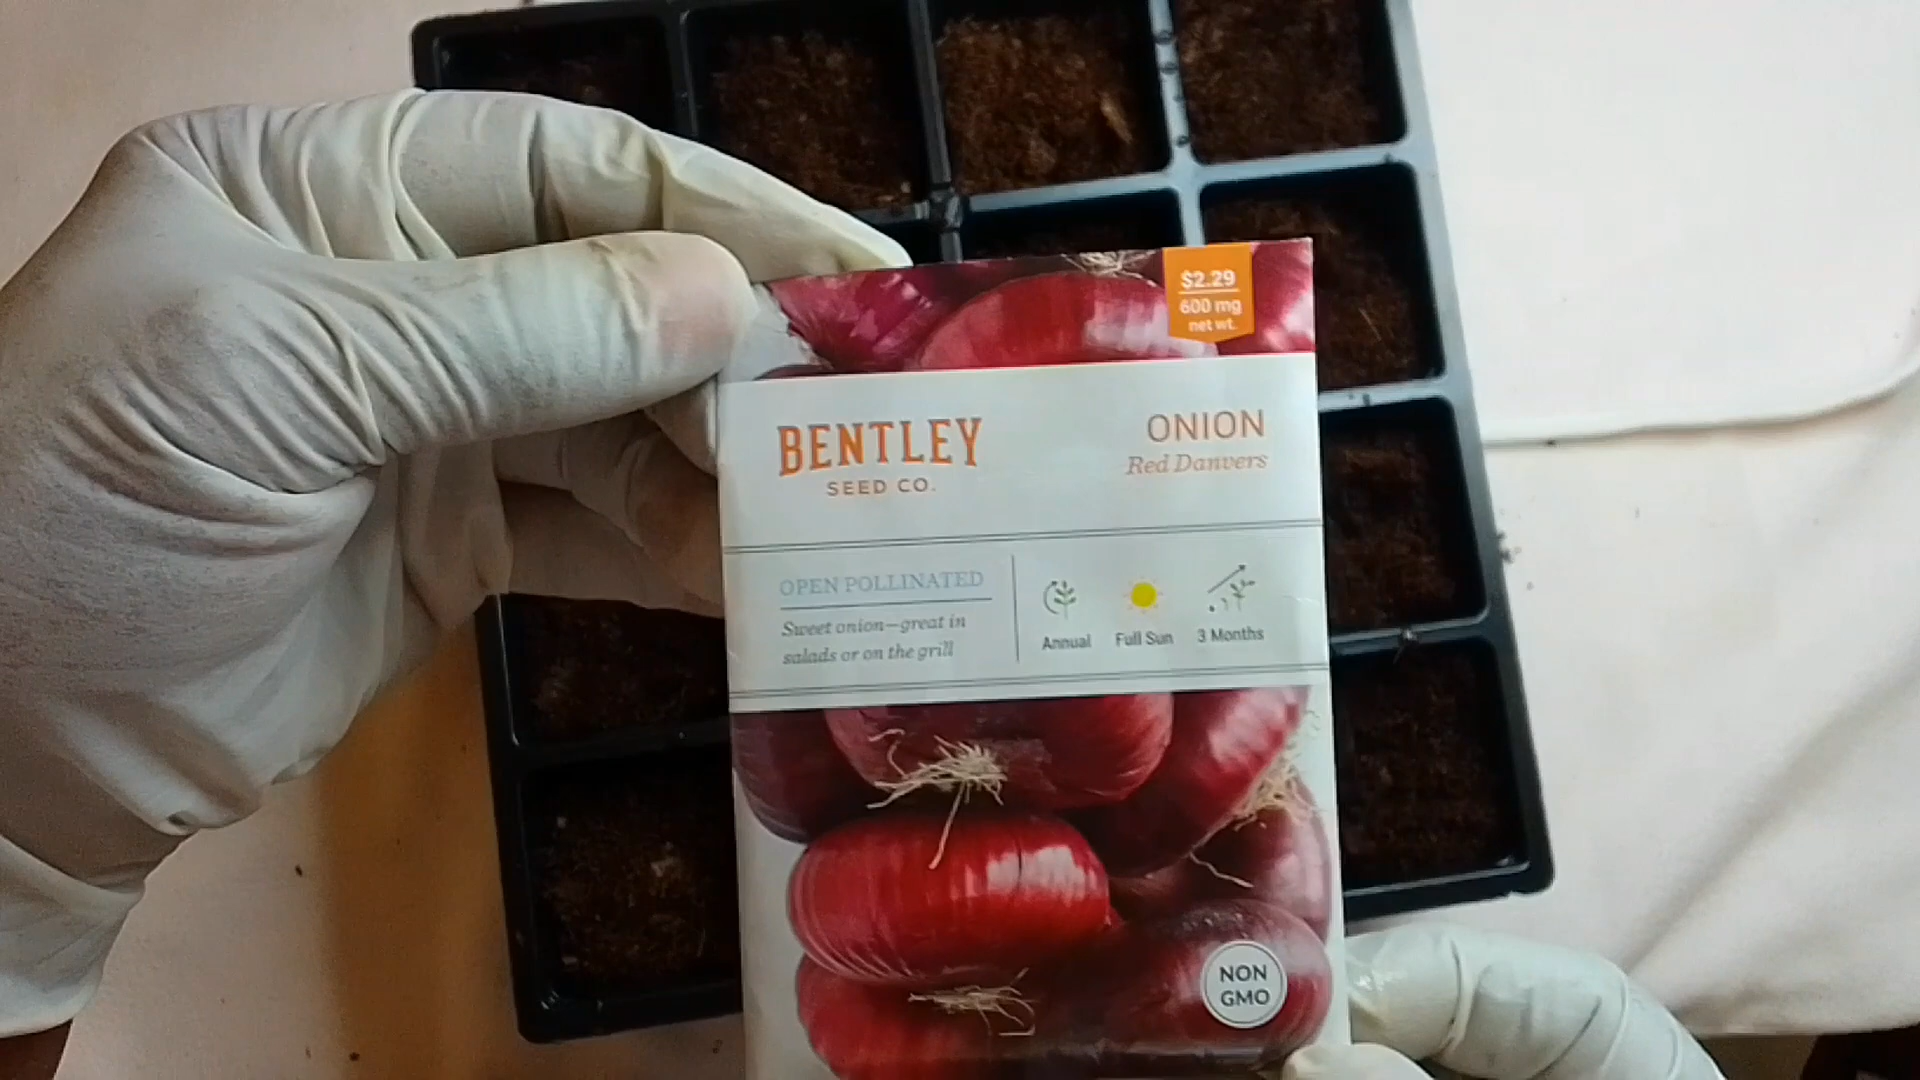 $2.29
600 mg
net wt.
BENTLEY
SEED CO.
ONION
Red Danvers
OPEN POLLINATED
Sweet onion—great in
salads or on the grill
Annual
Full Sun
3 Months
NON
GMO